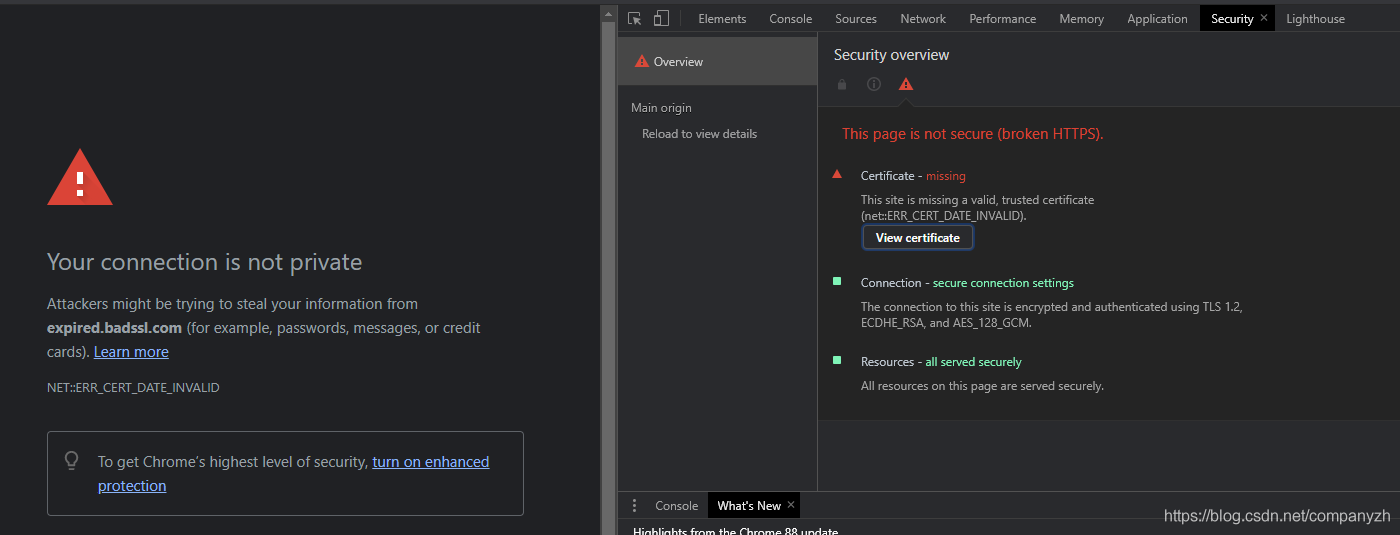 Your connection is not private
Attackers might be trying to steal your information from
expired.badssl.com (for example, passwords, messages, or credit
cards). Learn more
NET::ERR_CERT_DATE_INVALID
To get Chrome's highest level of security, turn on enhanced
protection
Elements Console Sources Network Performance Memory Application Security × Lighthouse
Overview
Main origin
Reload to view details
Security overview
This page is not secure (broken HTTPS).
Certificate - missing
This site is missing a valid, trusted certificate
(net::ERR_CERT_DATE_INVALID).
View certificate
Connection - secure connection settings
The connection to this site is encrypted and authenticated using TLS 1.2,
ECDHE_RSA, and AES_128_GCM.
Resources - all served securely
All resources on this page are served securely.
Console What's New ×
Highlights from the Chrome 88 update
https://blog.csdn.net/companyzh